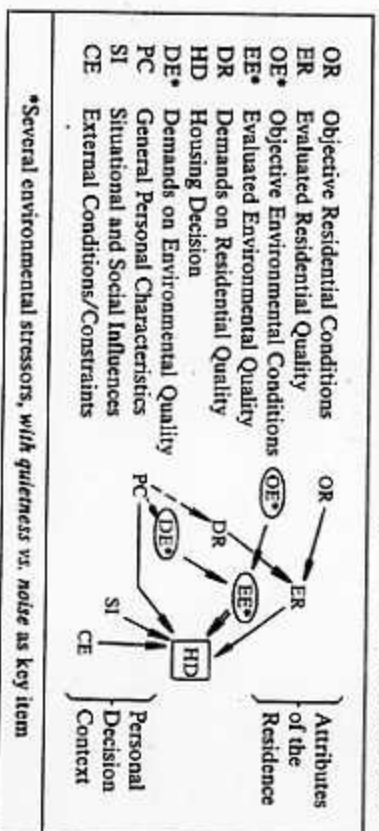 OR Objective Residential Conditions
ER Evaluated Residential Quality
OE* Objective Environmental Conditions
EE* Evaluated Environmental Quality
DR Demands on Residential Quality
HD Housing Decision
DE* Demands on Environmental Quality
PC General Personal Characteristics
SI Situational and Social Influences
CE External Conditions/Constraints
OR
ER
OE*
EE*
DR
DE*
PC
HD
SI
CE
Attributes
of the
Residence
Personal
Decision
Context
*Several environmental stressors, with quietness vs. noise as key item